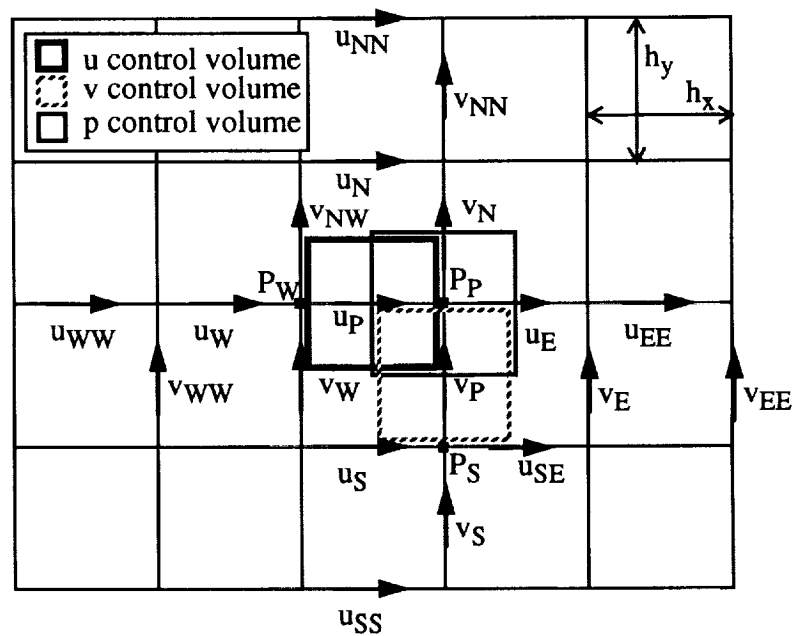 u control volume
v control volume
p control volume
uNN
vNN
hy
hx
uN
vNW
vN
PW
PP
uWW
uW
uP
uE
uEE
vWW
vW
vP
vE
vEE
uS
PS
uSE
vS
uSS